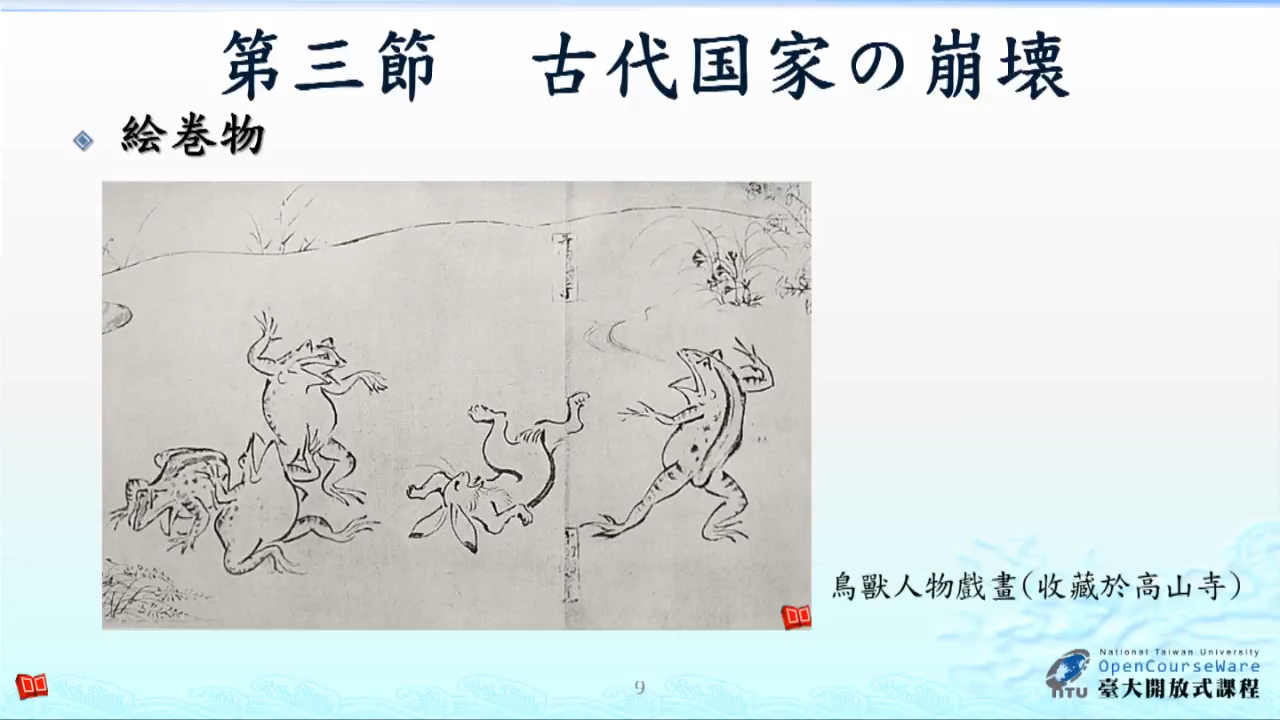 第三節　古代国家の崩壊
絵巻物
鳥獸人物戲畫(收藏於高山寺)
9
National Taiwan University
OpenCourseWare
NTU 臺大開放式課程